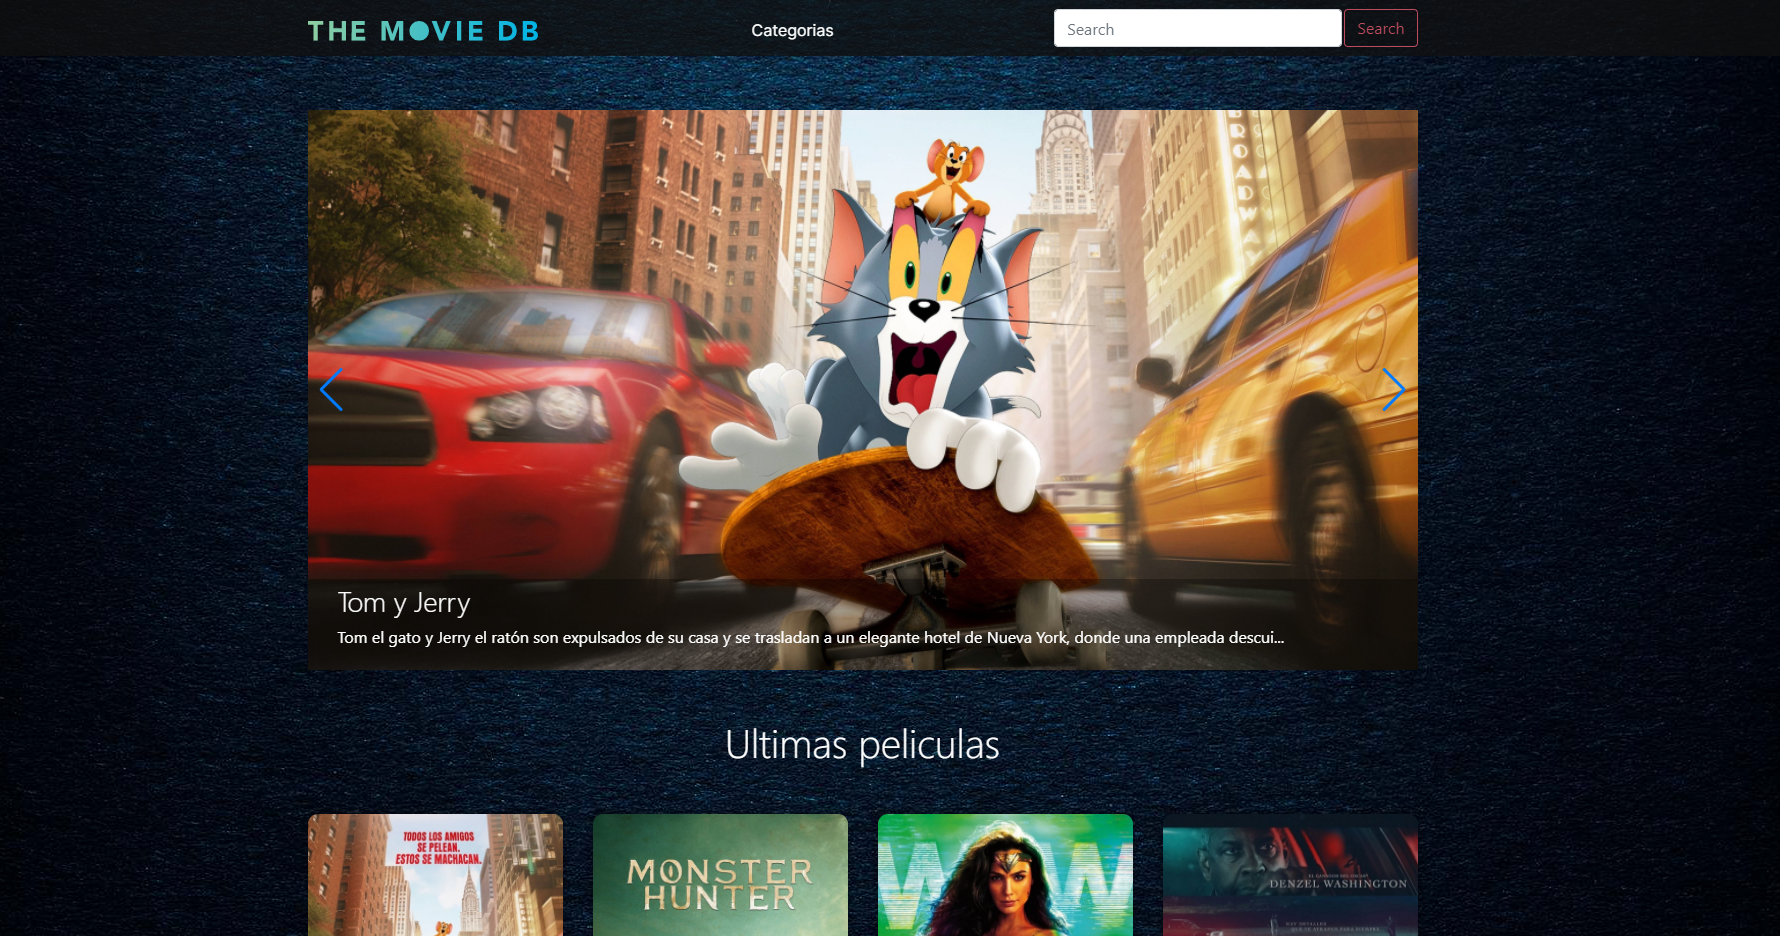 THE MOVIE DB
Categorias
Search
Search
BROADWAY
Tom y Jerry
Tom el gato y Jerry el ratón son expulsados de su casa y se trasladan a un elegante hotel de Nueva York, donde una empleada descui...
Ultimas peliculas
TODOS LOS AMIGOS
SE PELEAN.
ESTOS SE MACHACAN.
MONSTER
HUNTER
WW
DENZEL WASHINGTON